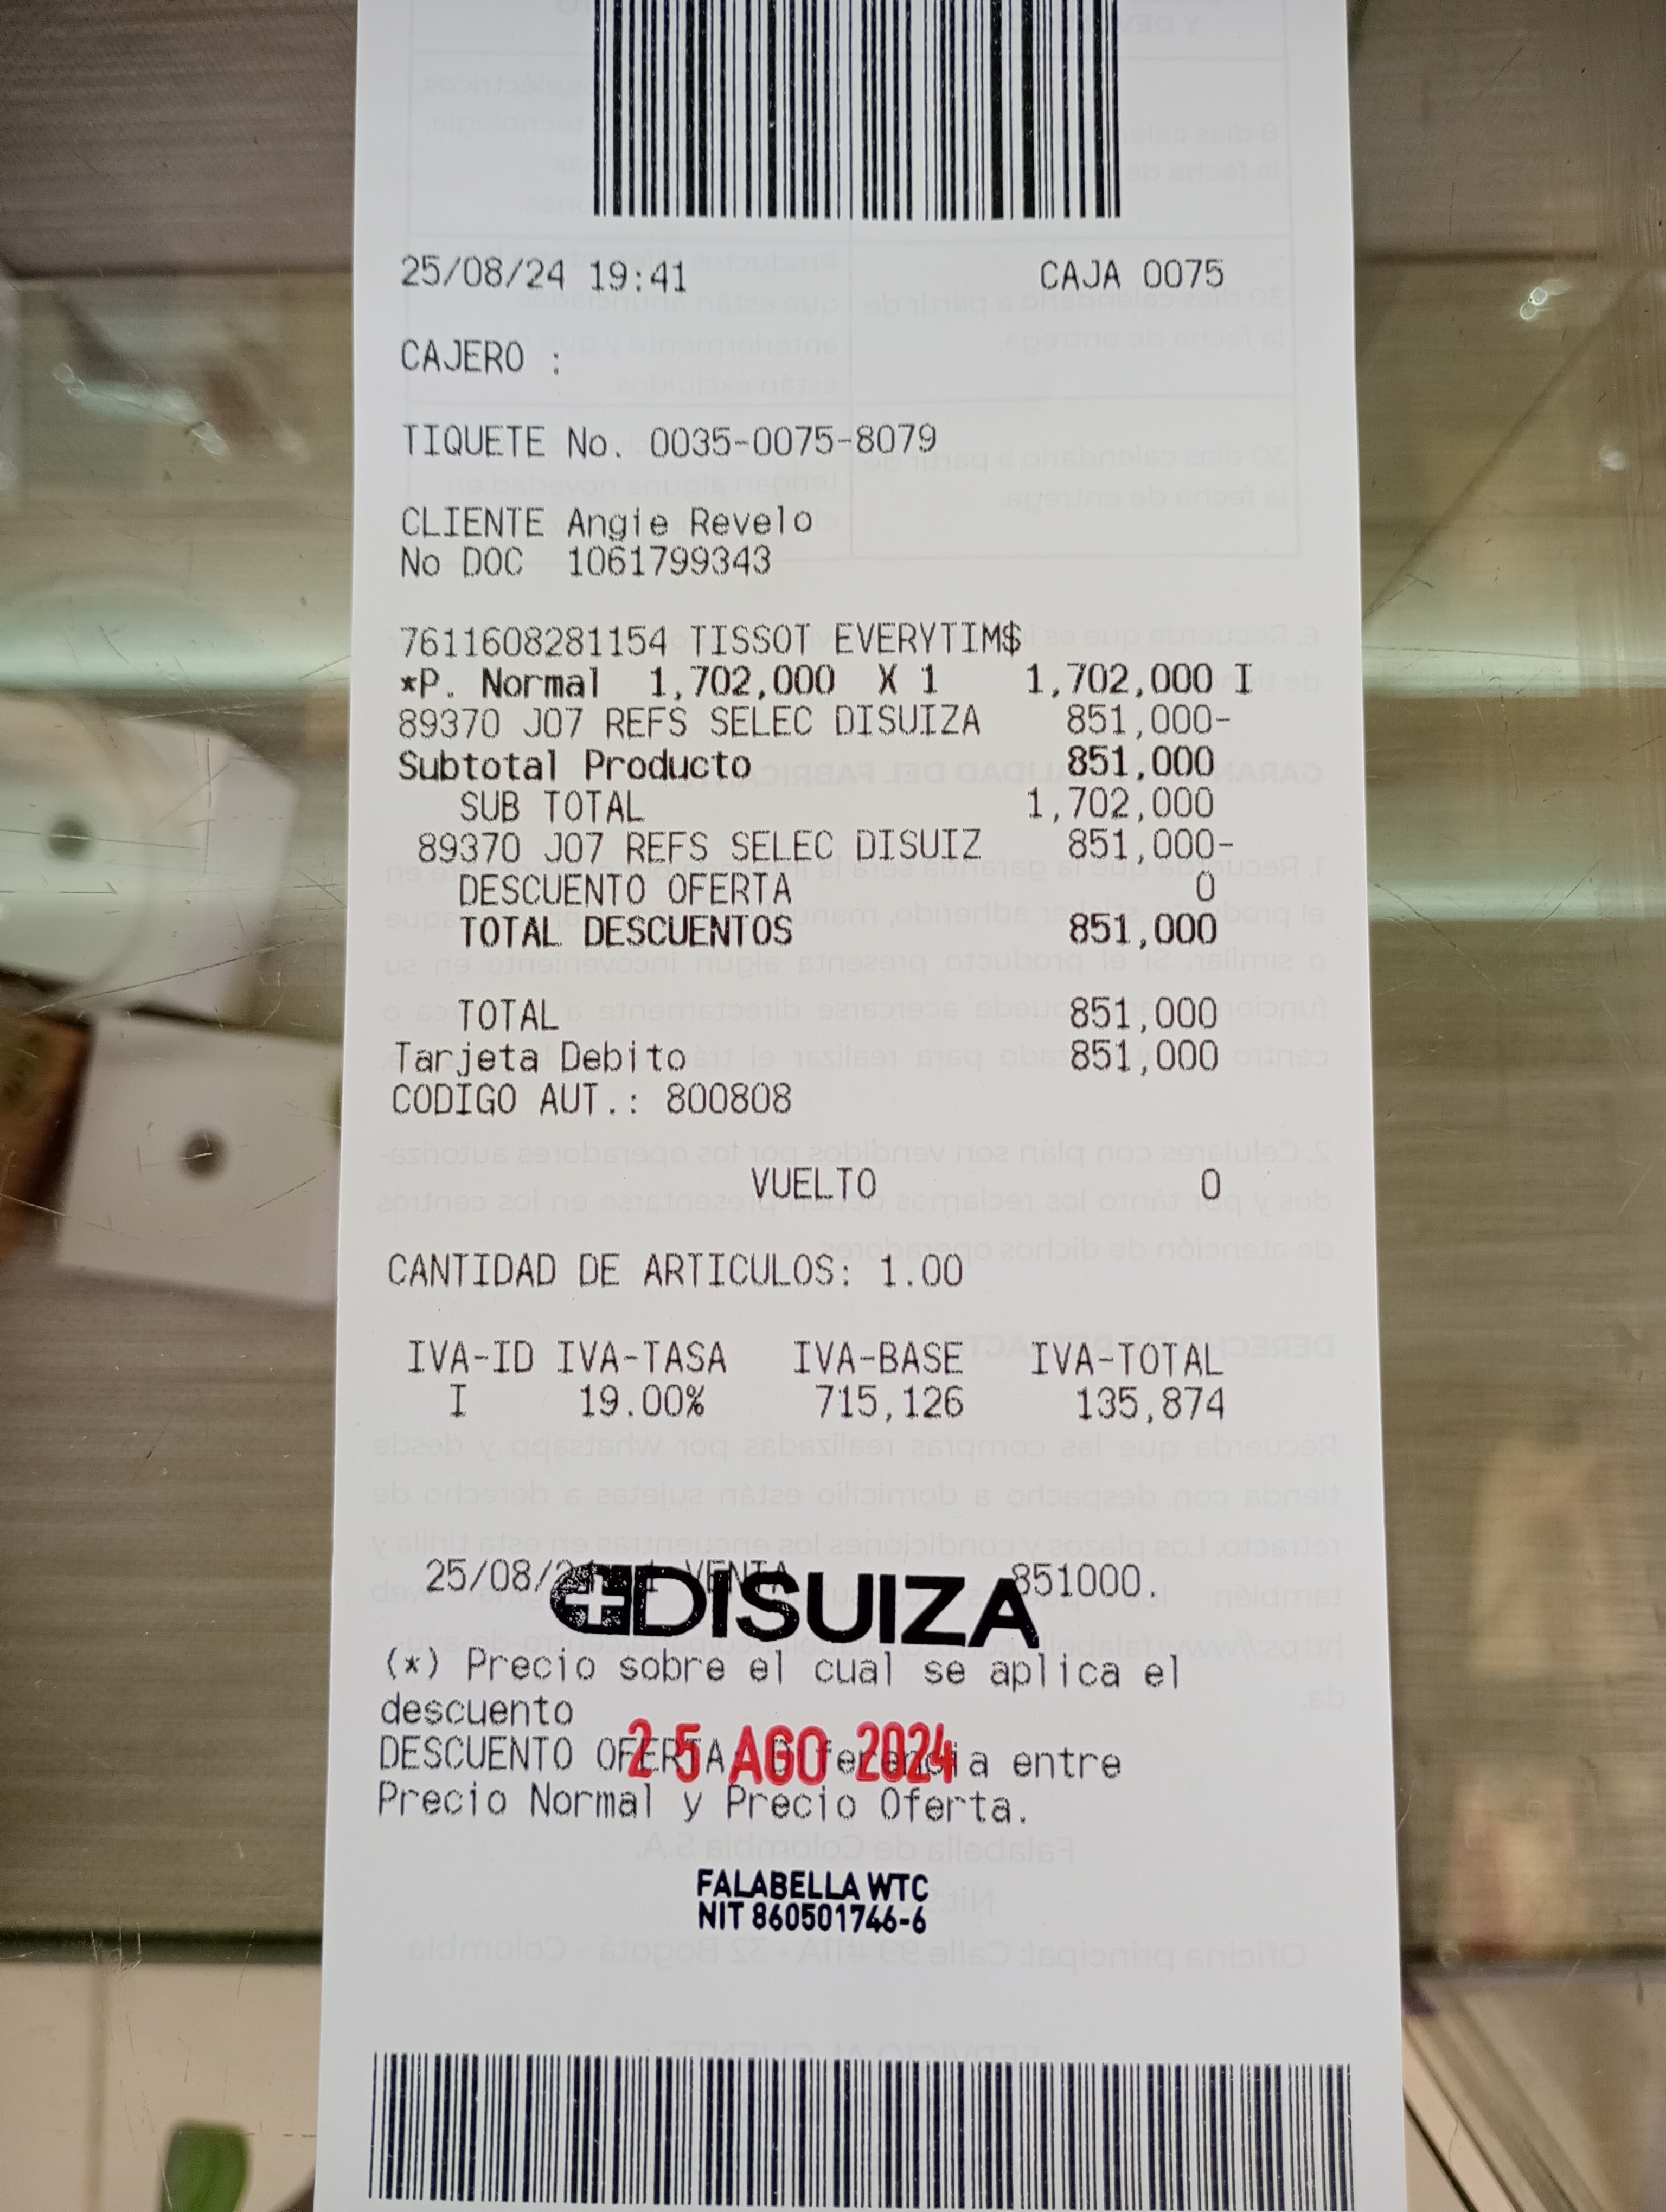 25/08/24 19:41 CAJA 0075
CAJERO :
TIQUETE No. 0035-0075-8079
CLIENTE Angie Revelo
No DOC 1061799343
7611608281154 TISSOT EVERYTIM$
*P. Normal 1,702,000 X 1 1,702,000 I
89370 J07 REFS SELEC DISUIZA 851,000-
Subtotal Producto 851,000
SUB TOTAL 1,702,000
89370 J07 REFS SELEC DISUIZ 851,000-
DESCUENTO OFERTA 0
TOTAL DESCUENTOS 851,000
TOTAL 851,000
Tarjeta Debito 851,000
CODIGO AUT.: 800808
VUELTO 0
CANTIDAD DE ARTICULOS: 1.00
IVA-ID IVA-TASA IVA-BASE IVA-TOTAL
I 19.00% 715,126 135,874
VENTA 851000.
DISUIZA
(*) Precio sobre el cual se aplica el
descuento
25 AGO 2024
DESCUENTO OFERTA: Diferencia entre
Precio Normal y Precio Oferta.
FALABELLA WTC
NIT 860501746-6